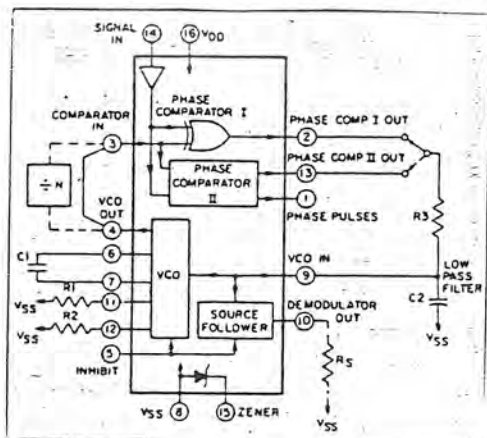 SIGNAL IN
14
16 VDD
PHASE COMPARATOR I
COMPARATOR IN
3
PHASE COMP I OUT
2
PHASE COMP II OUT
13
÷ N
PHASE COMPARATOR II
1
PHASE PULSES
VCO OUT
4
R3
C1
6
7
VCO
VCO IN
9
LOW PASS FILTER
C2
VSS
R1
VSS
11
R2
VSS
12
SOURCE FOLLOWER
DEMODULATOR OUT
10
5
INHIBIT
RS
VSS
VSS
8
15
ZENER